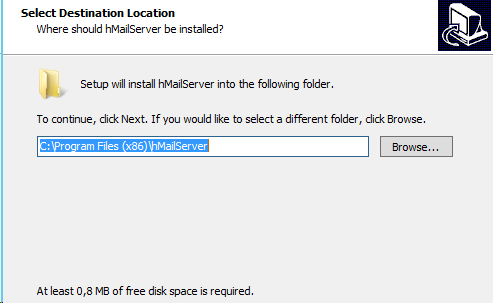 Select Destination Location
Where should hMailServer be installed?
Setup will install hMailServer into the following folder.
To continue, click Next. If you would like to select a different folder, click Browse.
C:\Program Files (x86)\hMailServer
Browse...
At least 0,8 MB of free disk space is required.